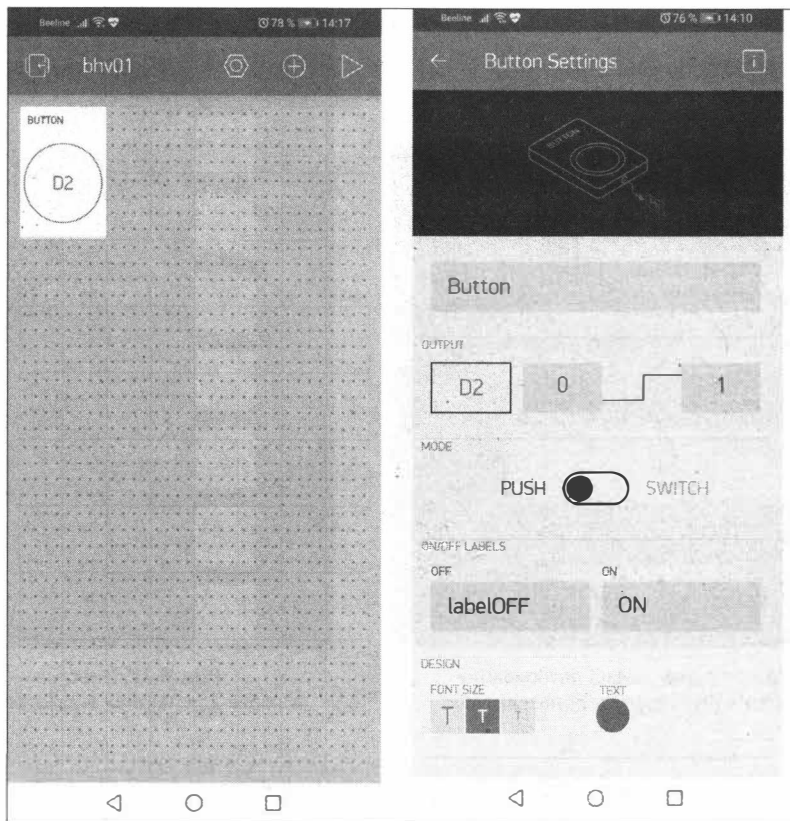 Beeline 78 % 14:17
bhv01
BUTTON
D2
Beeline 76 % 14:10
← Button Settings i
BUTTON
Button
OUTPUT
D2 0 1
MODE
PUSH SWITCH
ON/OFF LABELS
OFF ON
labelOFF ON
DESIGN
FONT SIZE TEXT
T T T